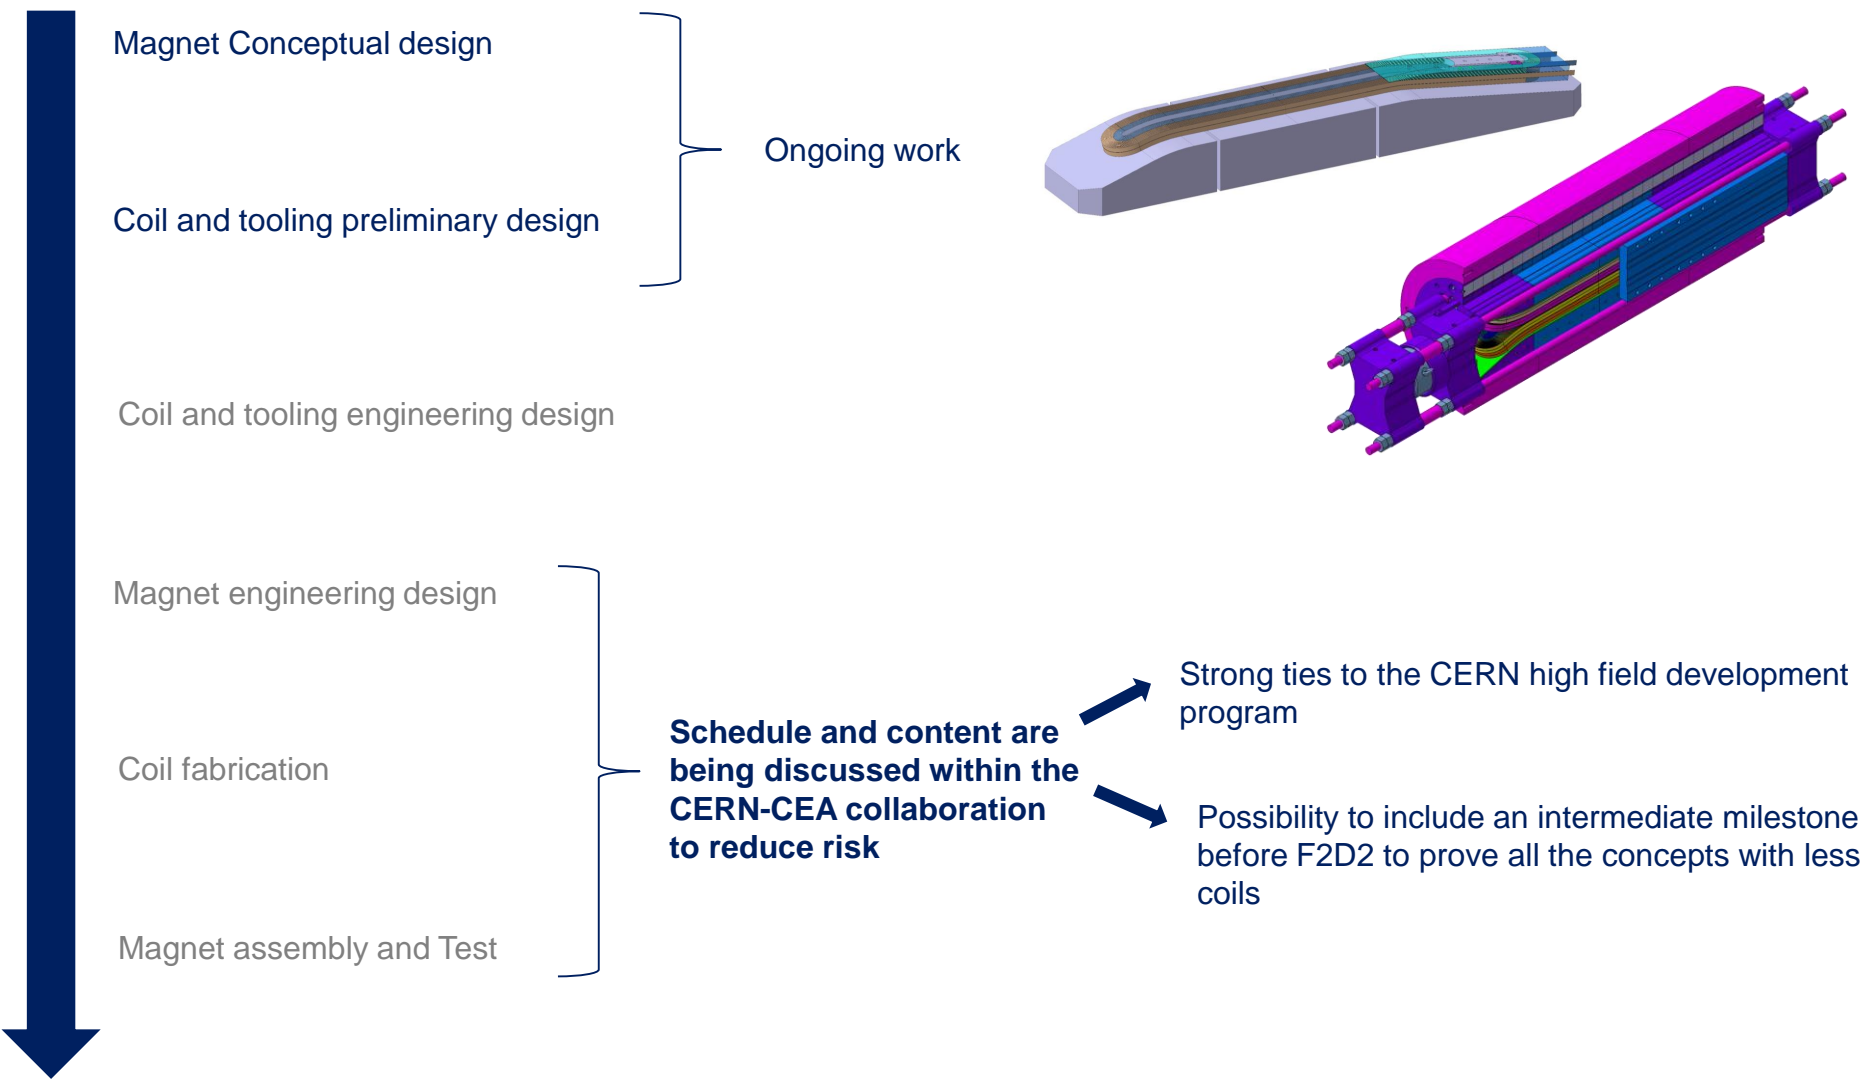 Magnet Conceptual design
Ongoing work
Coil and tooling preliminary design
Coil and tooling engineering design
Magnet engineering design
Coil fabrication
Magnet assembly and Test
Schedule and content are
being discussed within the
CERN-CEA collaboration
to reduce risk
Strong ties to the CERN high field development
program
Possibility to include an intermediate milestone
before F2D2 to prove all the concepts with less
coils